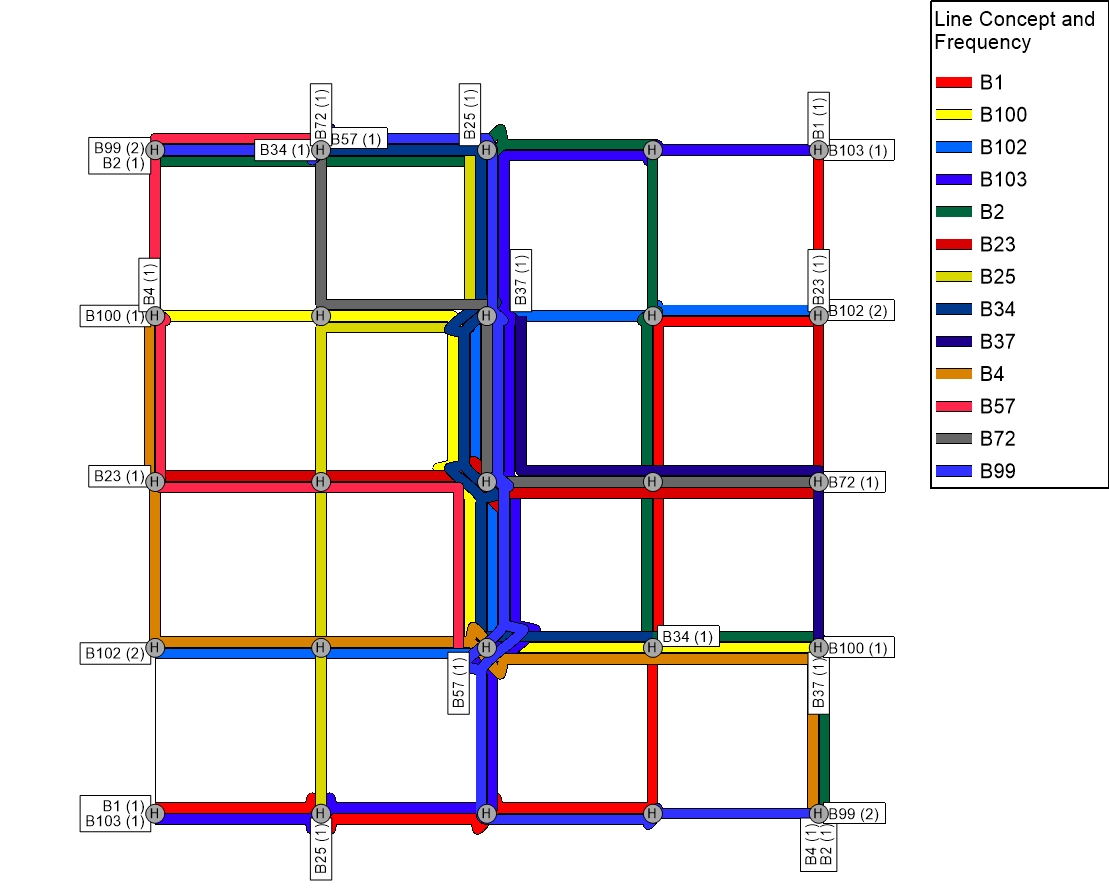 Line Concept and
Frequency
B1
B100
B102
B103
B2
B23
B25
B34
B37
B4
B57
B72
B99
B72 (1)
B25 (1)
B1 (1)
B99 (2)
B2 (1)
H
B34 (1)
H
B57 (1)
H
H
H
B103 (1)
B4 (1)
B37 (1)
B23 (1)
B100 (1)
H
H
H
H
H
B102 (2)
B23 (1)
H
H
H
H
H
B72 (1)
B102 (2)
H
H
H
H
B34 (1)
H
B100 (1)
B57 (1)
B37 (1)
B1 (1)
B103 (1)
H
H
H
H
H
B99 (2)
B25 (1)
B4 (1)
B2 (1)